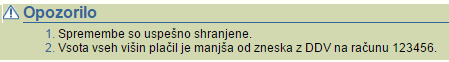 Opozorilo
1. Spremembe so uspešno shranjene.
2. Vsota vseh višin plačil je manjša od zneska z DDV na računu 123456.